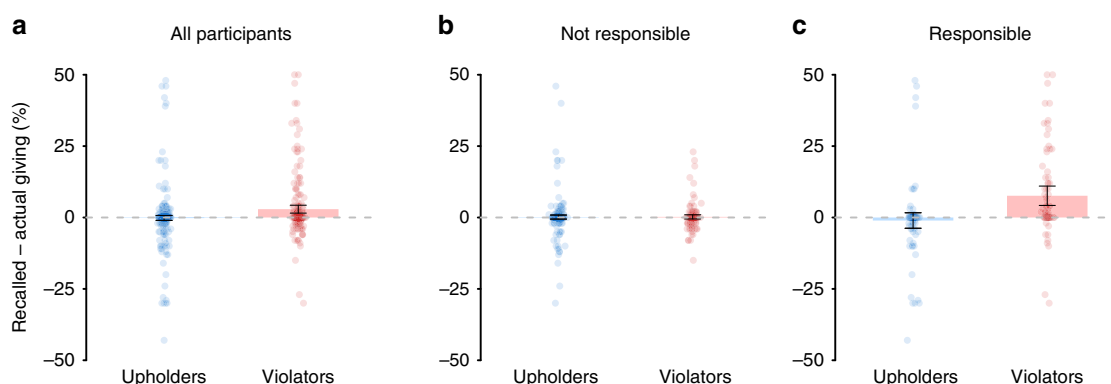 a
All participants
b
Not responsible
c
Responsible
Recalled – actual giving (%)
50
25
0
–25
–50
Upholders
Violators
50
25
0
–25
–50
Upholders
Violators
50
25
0
–25
–50
Upholders
Violators